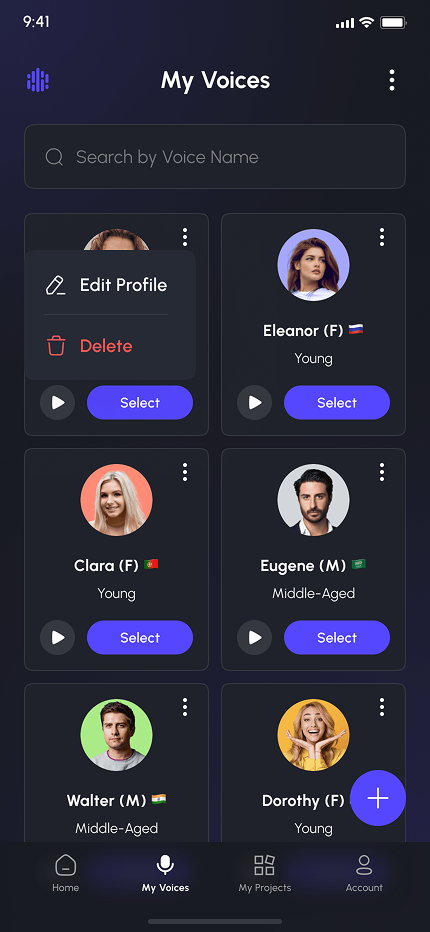 9:41
My Voices
Search by Voice Name
Edit Profile
Delete
Select
Eleanor (F)
Young
Select
Clara (F)
Young
Select
Eugene (M)
Middle-Aged
Select
Walter (M)
Middle-Aged
Dorothy (F)
Young
Home
My Voices
My Projects
Account